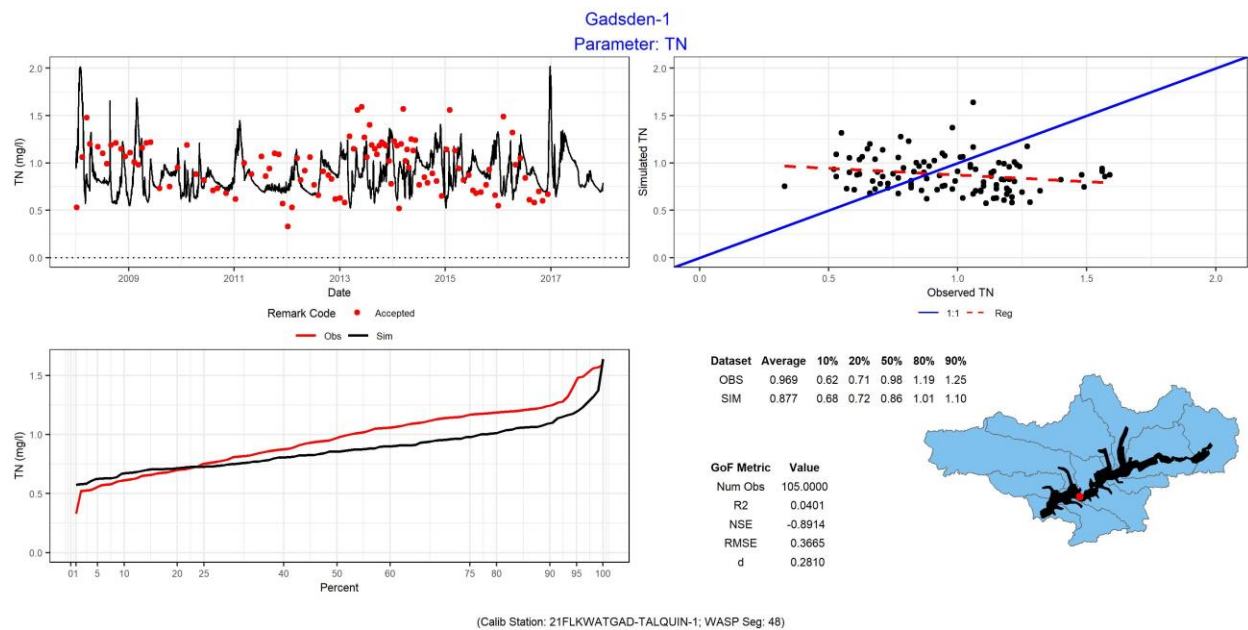 Gadsden-1
Parameter: TN
2.0
1.5
1.0
0.5
0.0
TN (mg/l)
2009
2011
2013
2015
2017
Date
Remark Code
Accepted
Obs
Sim
2.0
1.5
1.0
0.5
0.0
Simulated TN
0.0
0.5
1.0
1.5
2.0
Observed TN
1:1
Reg
1.5
1.0
0.5
0.0
TN (mg/l)
01
5
10
20
25
40
50
60
75
80
90
95
100
Percent
Dataset Average 10% 20% 50% 80% 90%
OBS 0.969 0.62 0.71 0.98 1.19 1.25
SIM 0.877 0.68 0.72 0.86 1.01 1.10
GoF Metric Value
Num Obs 105.0000
R2 0.0401
NSE -0.8914
RMSE 0.3665
d 0.2810
(Calib Station: 21FLKWATGAD-TALQUIN-1; WASP Seg: 48)